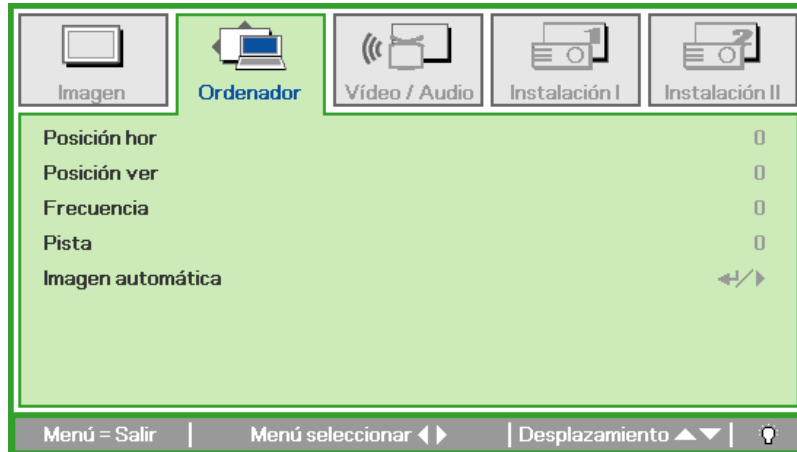 Imagen Ordenador Vídeo / Audio Instalación I Instalación II
Posición hor 0
Posición ver 0
Frecuencia 0
Pista 0
Imagen automática
Menú = Salir Menú seleccionar Desplazamiento